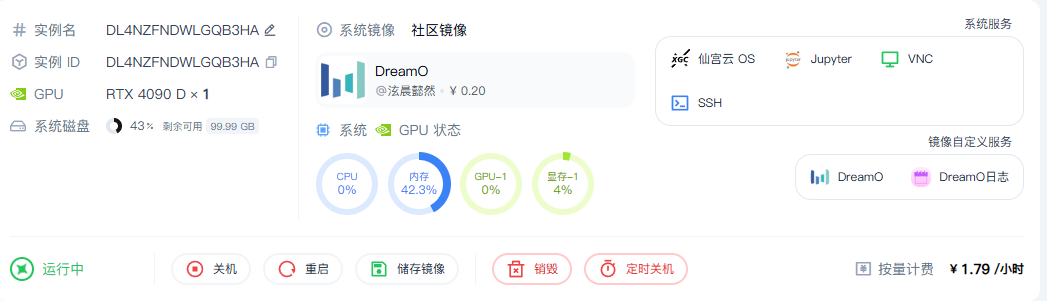 实例名 DL4NZFNDWLGQB3HA
实例 ID DL4NZFNDWLGQB3HA
GPU RTX 4090 D × 1
系统磁盘 43% 剩余可用 99.99 GB
系统镜像 社区镜像
DreamO
@泫晨懿然 • ¥ 0.20
系统 GPU 状态
CPU
0%
内存
42.3%
GPU-1
0%
显存-1
4%
系统服务
XGC 仙宫云 OS
jupyter Jupyter
VNC
SSH
镜像自定义服务
DreamO
DreamO日志
运行中 关机 重启 储存镜像 销毁 定时关机 按量计费 ¥ 1.79 /小时